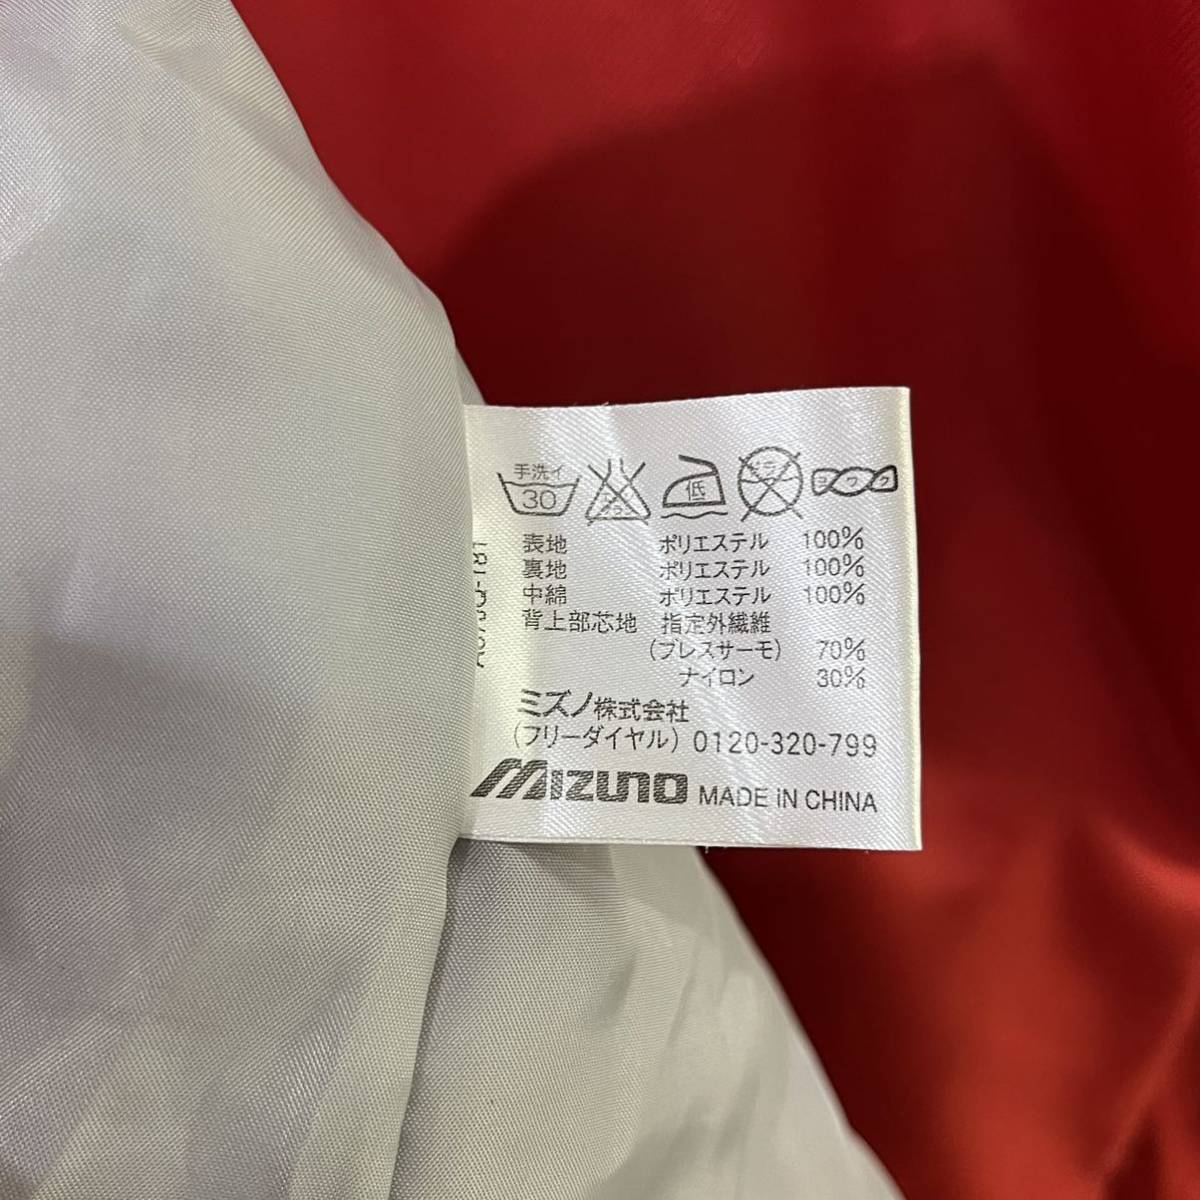 手洗イ
30
低
ヨワク
表地 ポリエステル 100%
裏地 ポリエステル 100%
中綿 ポリエステル 100%
背上部芯地 指定外繊維
(ブレスサーモ) 70%
ナイロン 30%
ミズノ株式会社
(フリーダイヤル) 0120-320-799
MIZUNO MADE IN CHINA